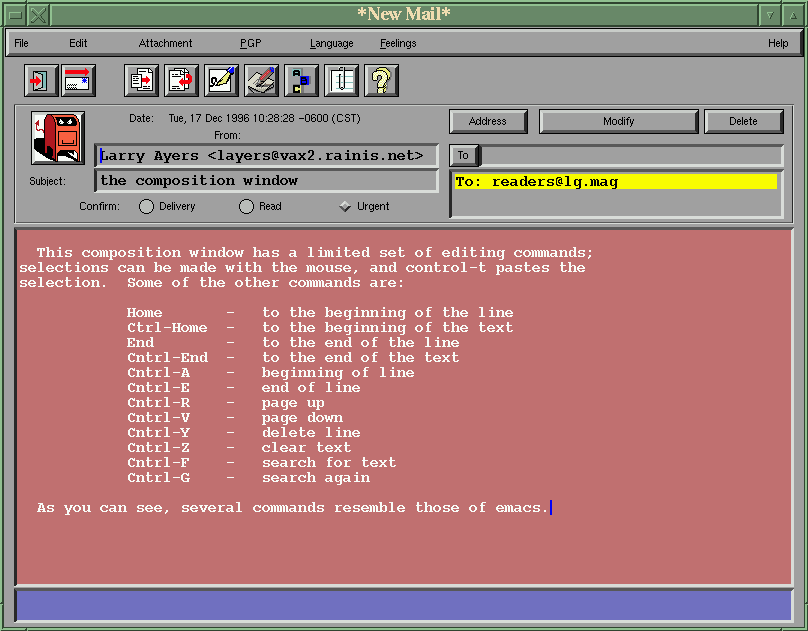 *New Mail*
File Edit Attachment PGP Language Feelings Help
Date: Tue, 17 Dec 1996 10:28:28 -0600 (CST)
From:
Address Modify Delete
Larry Ayers <layers@vax2.rainis.net>
To
Subject: the composition window
To: readers@lg.mag
Confirm: Delivery Read Urgent
This composition window has a limited set of editing commands;
selections can be made with the mouse, and control-t pastes the
selection. Some of the other commands are:
Home - to the beginning of the line
Ctrl-Home - to the beginning of the text
End - to the end of the line
Cntrl-End - to the end of the text
Cntrl-A - beginning of line
Cntrl-E - end of line
Cntrl-R - page up
Cntrl-V - page down
Cntrl-Y - delete line
Cntrl-Z - clear text
Cntrl-F - search for text
Cntrl-G - search again
As you can see, several commands resemble those of emacs.